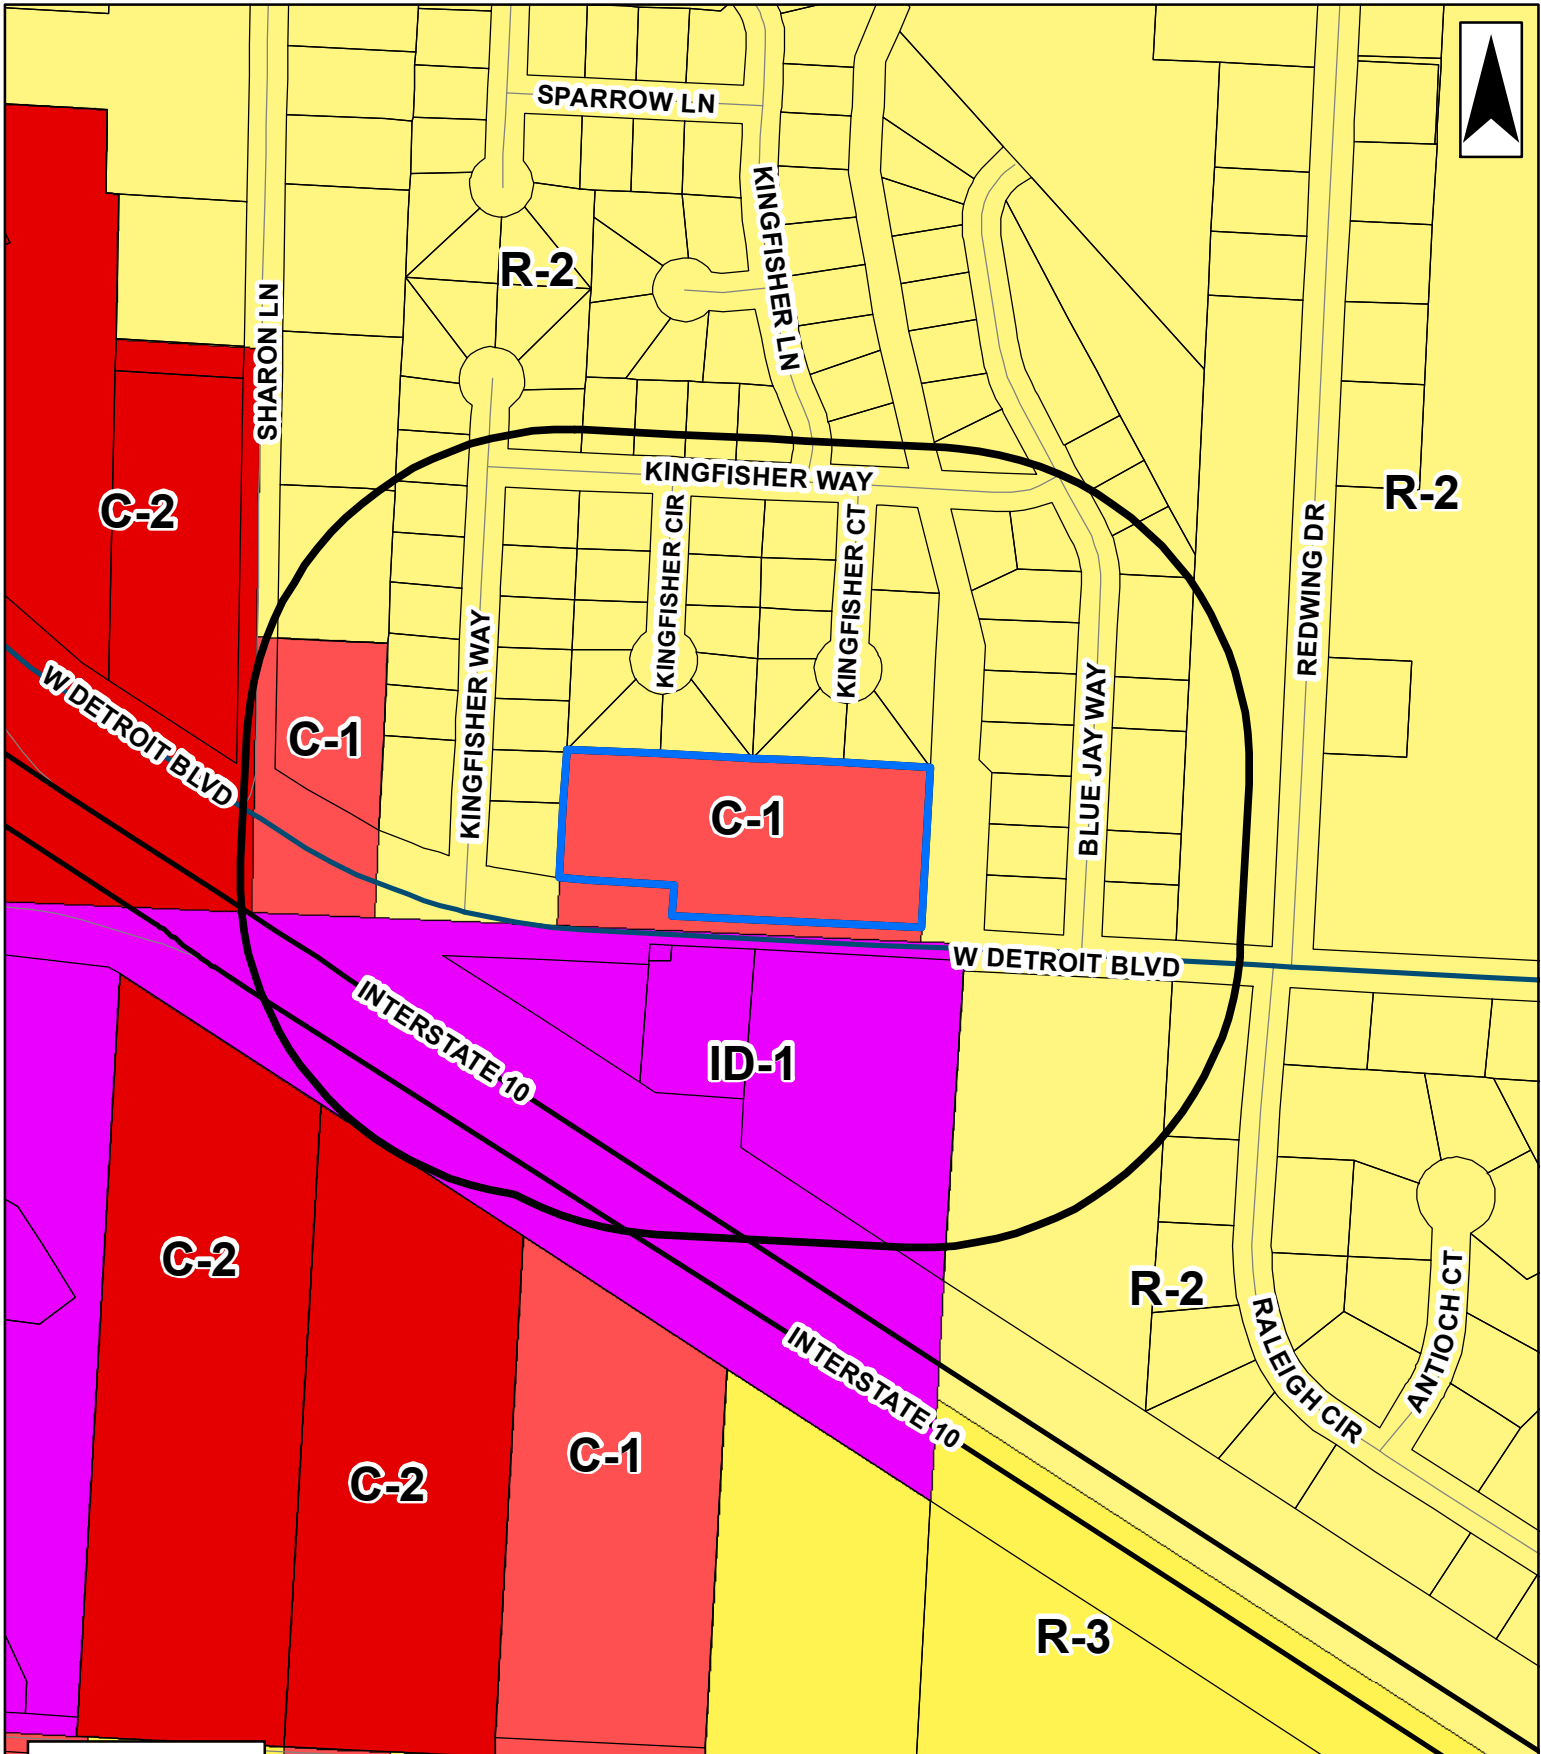 SPARROW LN
KINGFISHER LN
R-2
SHARON LN
C-2
KINGFISHER WAY
R-2
KINGFISHER CIR
KINGFISHER CT
REDWING DR
KINGFISHER WAY
BLUE JAY WAY
W DETROIT BLVD
C-1
C-1
W DETROIT BLVD
INTERSTATE 10
ID-1
C-2
R-2
RALEIGH CIR
ANTIOCH CT
INTERSTATE 10
C-1
C-2
R-3